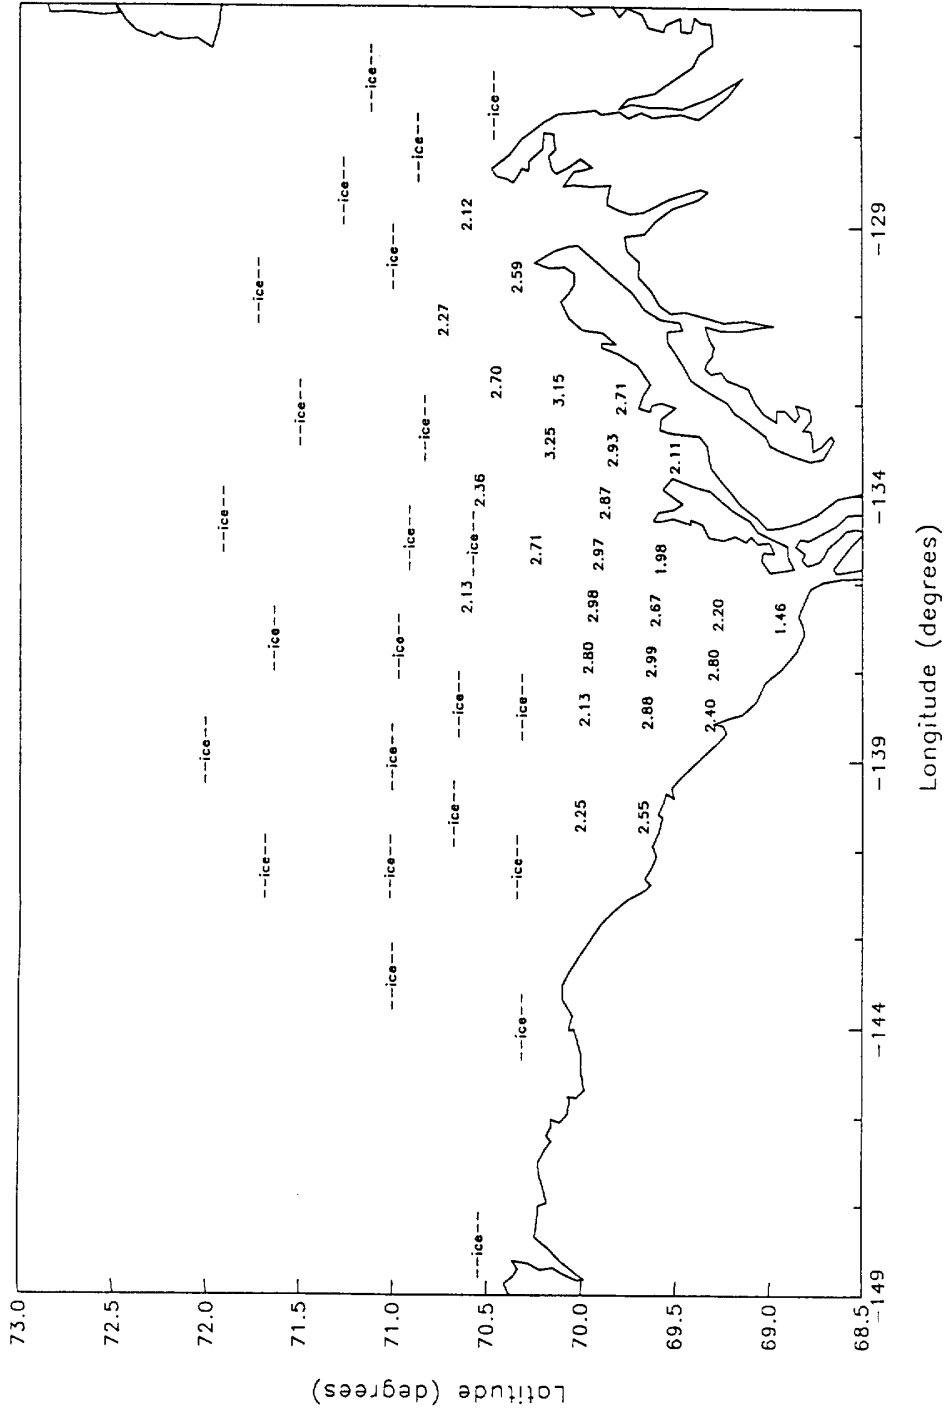 73.0
72.0
--ice--
--ice--
--ice--
--ice--
--ice--
71.5
--ice--
--ice--
--ice--
71.0
--ice--
--ice--
--ice--
--ice--
--ice--
--ice--
--ice--
--ice--
2.27
--ice--
--ice--
2.13
--ice--
2.36
2.12
70.5
--ice--
2.70
--ice--
--ice--
--ice--
--ice--
2.71
3.25
3.15
2.59
70.0
2.25
2.13
2.80
2.98
2.97
2.87
2.93
2.71
69.5
2.55
2.88
2.99
2.67
1.98
2.11
2.40
2.80
2.20
69.0
1.46
68.5
-149
-144
-139
-134
-129
Longitude (degrees)
Latitude (degrees)